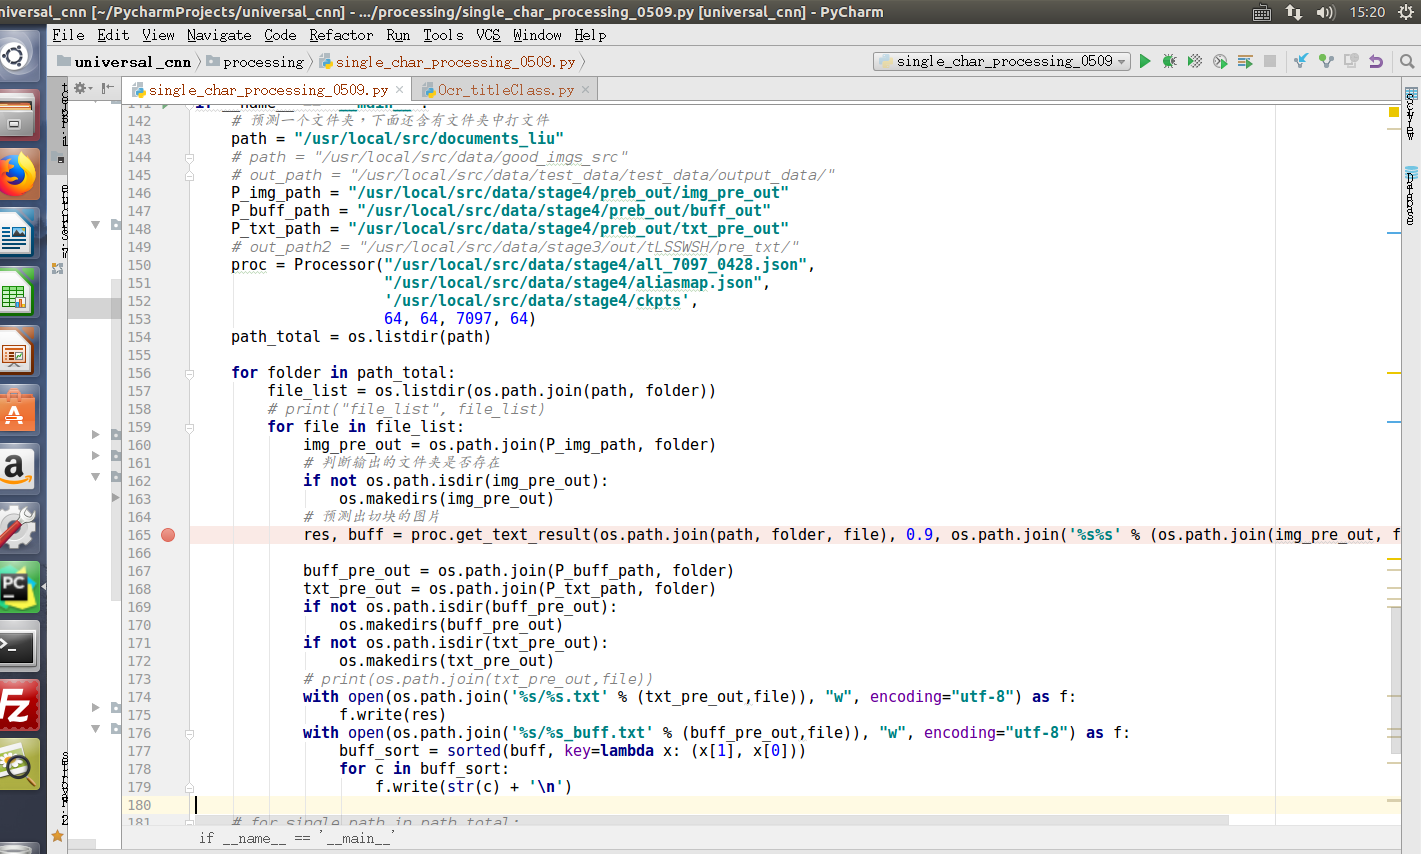 niversal_cnn [~/PycharmProjects/universal_cnn] - .../processing/single_char_processing_0509.py [universal_cnn] - PyCharm
15:20
File Edit View Navigate Code Refactor Run Tools VCS Window Help
universal_cnn processing single_char_processing_0509.py
single_char_processing_0509
single_char_processing_0509.py Ocr_titleClass.py
141 if __name__ == '__main__':
142 # 预测一个文件夹，下面还含有文件夹中打文件
143 path = "/usr/local/src/documents_liu"
144 # path = "/usr/local/src/data/good_imgs_src"
145 # out_path = "/usr/local/src/data/test_data/test_data/output_data/"
146 P_img_path = "/usr/local/src/data/stage4/preb_out/img_pre_out"
147 P_buff_path = "/usr/local/src/data/stage4/preb_out/buff_out"
148 P_txt_path = "/usr/local/src/data/stage4/preb_out/txt_pre_out"
149 # out_path2 = "/usr/local/src/data/stage3/out/tLSSWSH/pre_txt/"
150 proc = Processor("/usr/local/src/data/stage4/all_7097_0428.json",
151 "/usr/local/src/data/stage4/aliasmap.json",
152 '/usr/local/src/data/stage4/ckpts',
153 64, 64, 7097, 64)
154 path_total = os.listdir(path)
155
156 for folder in path_total:
157 file_list = os.listdir(os.path.join(path, folder))
158 # print("file_list", file_list)
159 for file in file_list:
160 img_pre_out = os.path.join(P_img_path, folder)
161 # 判断输出的文件夹是否存在
162 if not os.path.isdir(img_pre_out):
163 os.makedirs(img_pre_out)
164 # 预测出切块的图片
165 res, buff = proc.get_text_result(os.path.join(path, folder, file), 0.9, os.path.join('%s%s' % (os.path.join(img_pre_out, f
166
167 buff_pre_out = os.path.join(P_buff_path, folder)
168 txt_pre_out = os.path.join(P_txt_path, folder)
169 if not os.path.isdir(buff_pre_out):
170 os.makedirs(buff_pre_out)
171 if not os.path.isdir(txt_pre_out):
172 os.makedirs(txt_pre_out)
173 # print(os.path.join(txt_pre_out,file))
174 with open(os.path.join('%s/%s.txt' % (txt_pre_out,file)), "w", encoding="utf-8") as f:
175 f.write(res)
176 with open(os.path.join('%s/%s_buff.txt' % (buff_pre_out,file)), "w", encoding="utf-8") as f:
177 buff_sort = sorted(buff, key=lambda x: (x[1], x[0]))
178 for c in buff_sort:
179 f.write(str(c) + '\n')
180
181 # for single_path in path_total:
if __name__ == '__main__'